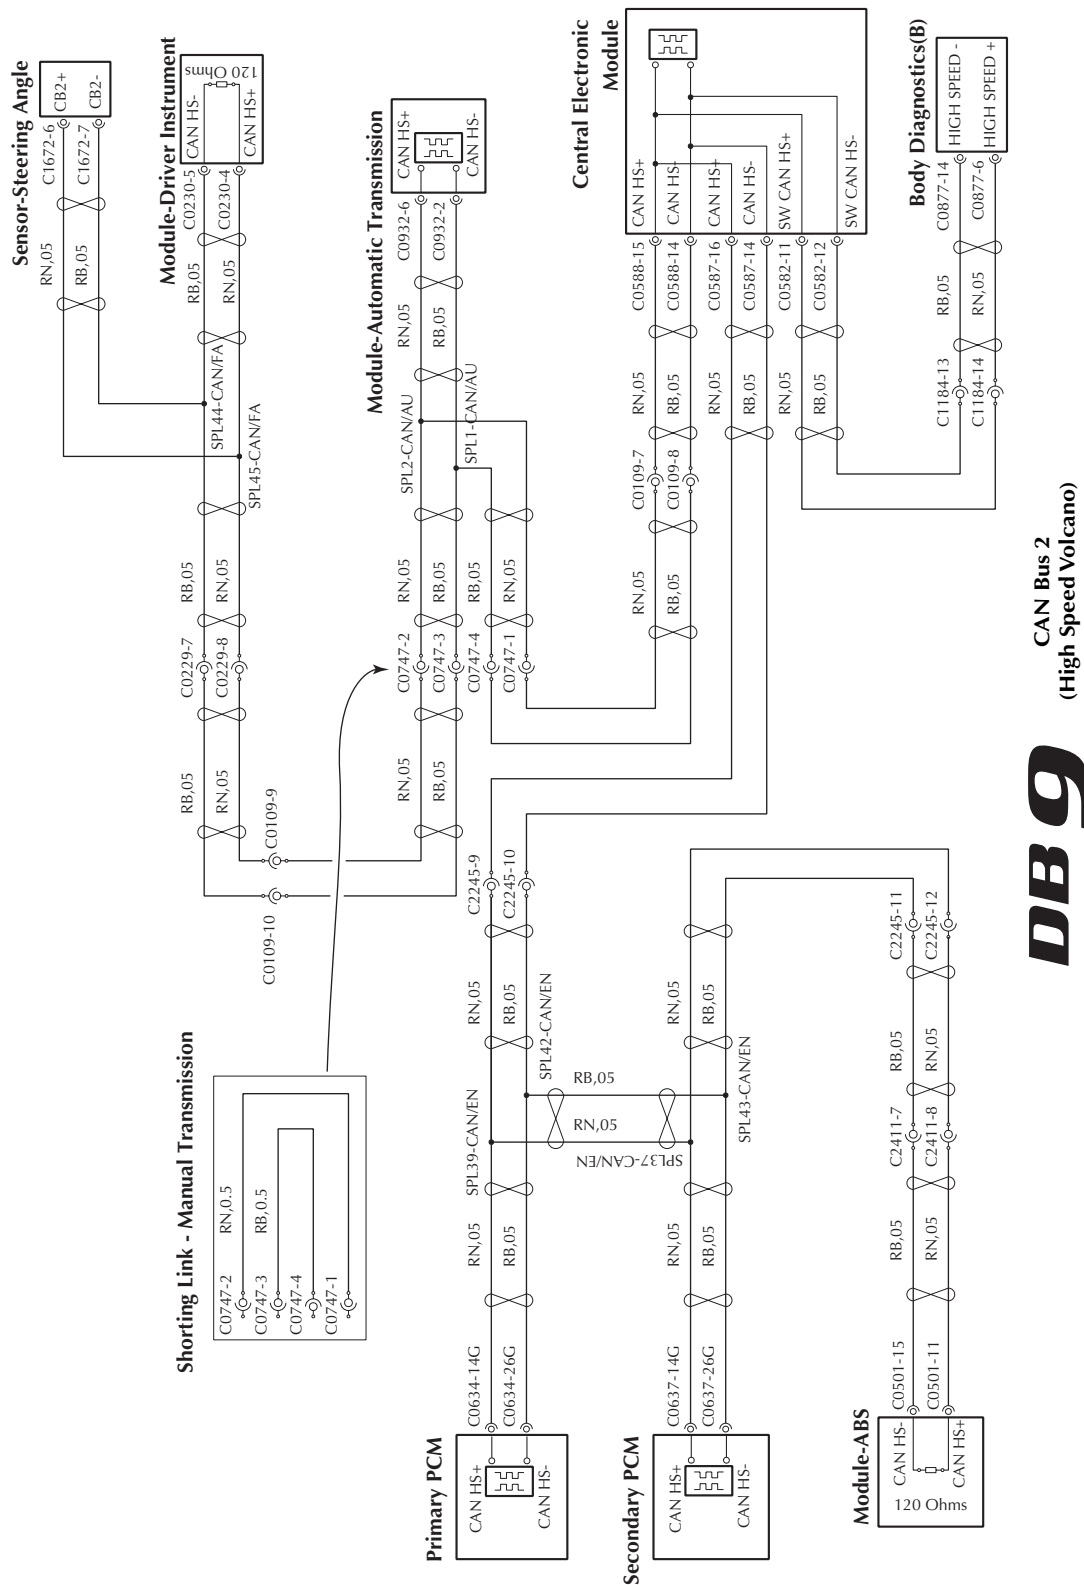 Sensor-Steering Angle
CB2+
CB2-
C1672-6
C1672-7
RN,05
RB,05
Module-Driver Instrument
120 Ohms
CAN HS-
CAN HS+
C0230-5
C0230-4
RB,05
RN,05
SPL44-CAN/FA
SPL45-CAN/FA
RB,05
RN,05
C0229-7
C0229-8
RB,05
RN,05
C0109-9
C0109-10
Module-Automatic Transmission
CAN HS+
CAN HS-
C0932-6
C0932-2
RN,05
RB,05
SPL2-CAN/AU
SPL1-CAN/AU
RN,05
RB,05
RB,05
RN,05
C0747-2
C0747-3
C0747-4
C0747-1
RN,05
RB,05
Central Electronic
Module
CAN HS+
CAN HS-
CAN HS+
CAN HS-
SW CAN HS+
SW CAN HS-
C0588-15
C0588-14
C0587-16
C0587-14
C0582-11
C0582-12
RN,05
RB,05
RN,05
RB,05
RN,05
RB,05
C0109-7
C0109-8
RN,05
RB,05
Body Diagnostics(B)
HIGH SPEED -
HIGH SPEED +
C0877-14
C0877-6
RB,05
RN,05
C1184-13
C1184-14
Shorting Link - Manual Transmission
RN,0.5
RB,0.5
C0747-2
C0747-3
C0747-4
C0747-1
C2245-9
C2245-10
RN,05
RB,05
SPL42-CAN/EN
SPL39-CAN/EN
RB,05
RN,05
SPL37-CAN/EN
SPL43-CAN/EN
RN,05
RB,05
RN,05
RB,05
C0634-14G
C0634-26G
Primary PCM
CAN HS+
CAN HS-
RN,05
RB,05
C0637-14G
C0637-26G
Secondary PCM
CAN HS+
CAN HS-
C2245-11
C2245-12
RB,05
RN,05
C2411-7
C2411-8
RB,05
RN,05
C0501-15
C0501-11
Module-ABS
CAN HS-
CAN HS+
120 Ohms
DB 9
CAN Bus 2
(High Speed Volcano)